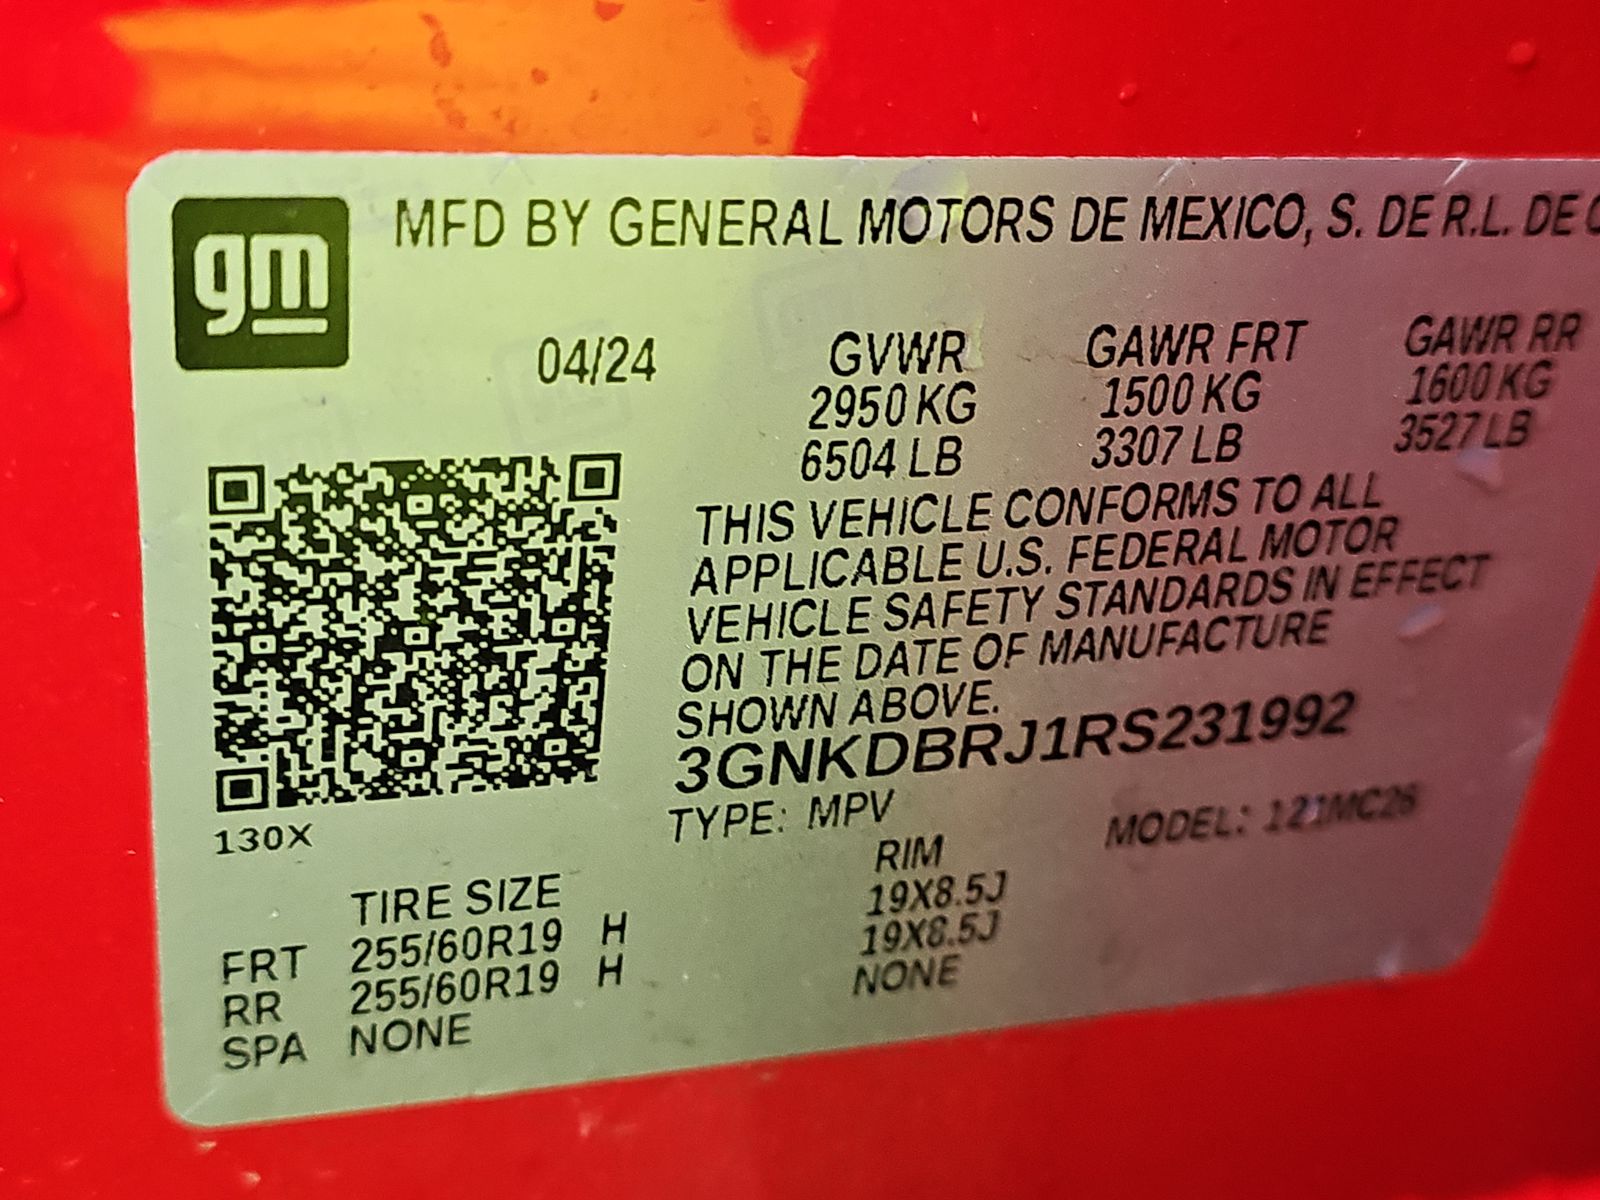 gm
MFD BY GENERAL MOTORS DE MEXICO, S. DE R.L. DE
04/24
GVWR GAWR FRT GAWR RR
2950 KG 1500 KG 1600 KG
6504 LB 3307 LB 3527 LB
THIS VEHICLE CONFORMS TO ALL
APPLICABLE U.S. FEDERAL MOTOR
VEHICLE SAFETY STANDARDS IN EFFECT
ON THE DATE OF MANUFACTURE
SHOWN ABOVE.
3GNKDBRJ1RS231992
130X
TYPE: MPV MODEL: 121MC26
TIRE SIZE RIM
FRT 255/60R19 H 19X8.5J
RR 255/60R19 H 19X8.5J
SPA NONE NONE